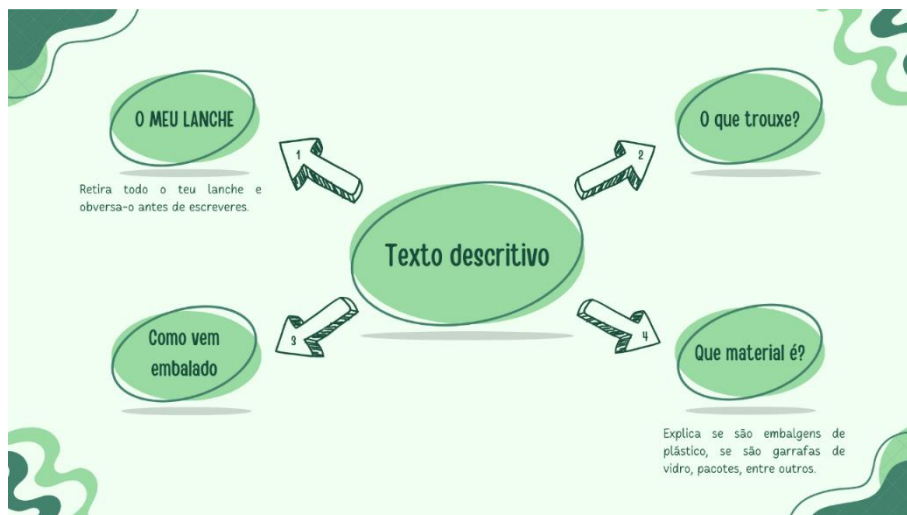 O MEU LANCHE
1
Retira todo o teu lanche e
obversa-o antes de escreveres.
2
O que trouxe?
Texto descritivo
3
Como vem
embalado
4
Que material é?
Explica se são embalgens de
plástico, se são garrafas de
vidro, pacotes, entre outros.